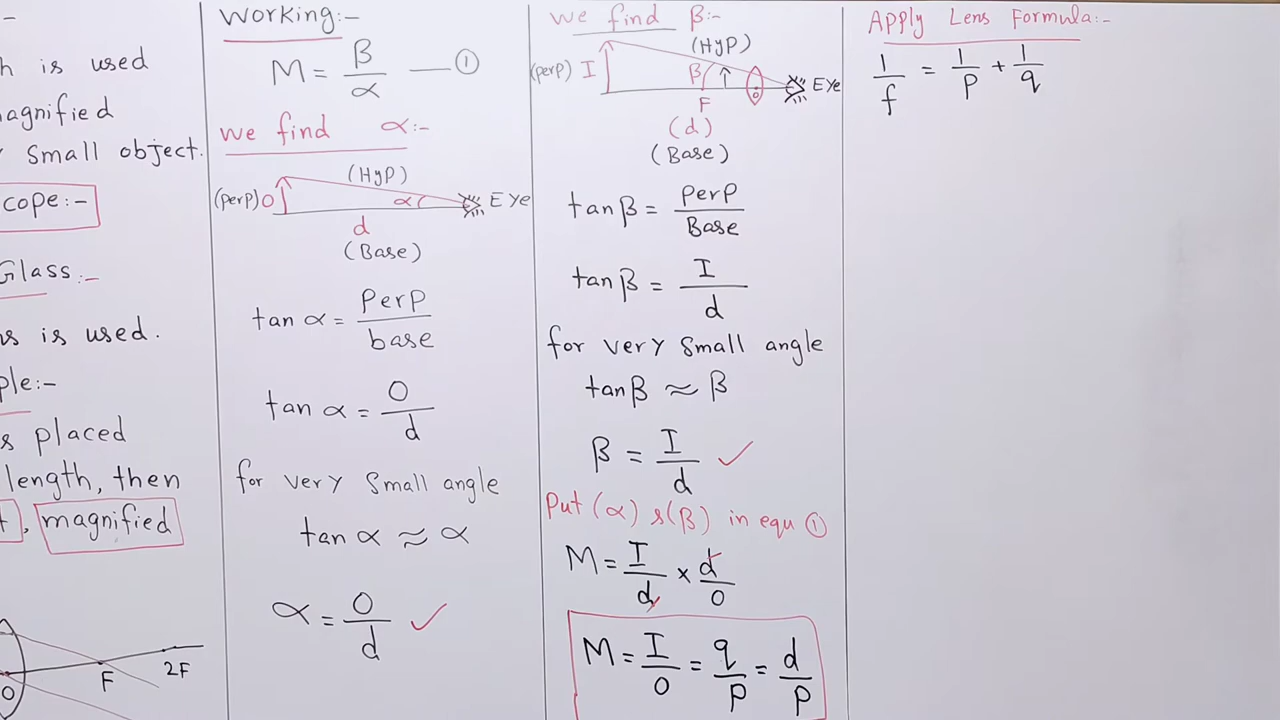 :-
h is used
magnified
y small object.
cope:-
Glass:-
ns is used.
ple:-
s placed
length, then
t, magnified
O F 2F
Working:-
M = β/α —— ①
We find α:-
(Hyp)
(perp) O α Eye
d
(Base)
tan α = Perp/base
tan α = O/d
for very small angle
tan α ≈ α
α = O/d ✓
We find β:-
(Hyp)
(perp) I β O Eye
F
(d)
(Base)
tan β = Perp/Base
tan β = I/d
for very small angle
tan β ≈ β
β = I/d ✓
Put (α) & (β) in equ ①
M = I/d × d/O
M = I/O = q/p = d/p
Apply Lens Formula:-
1/f = 1/p + 1/q